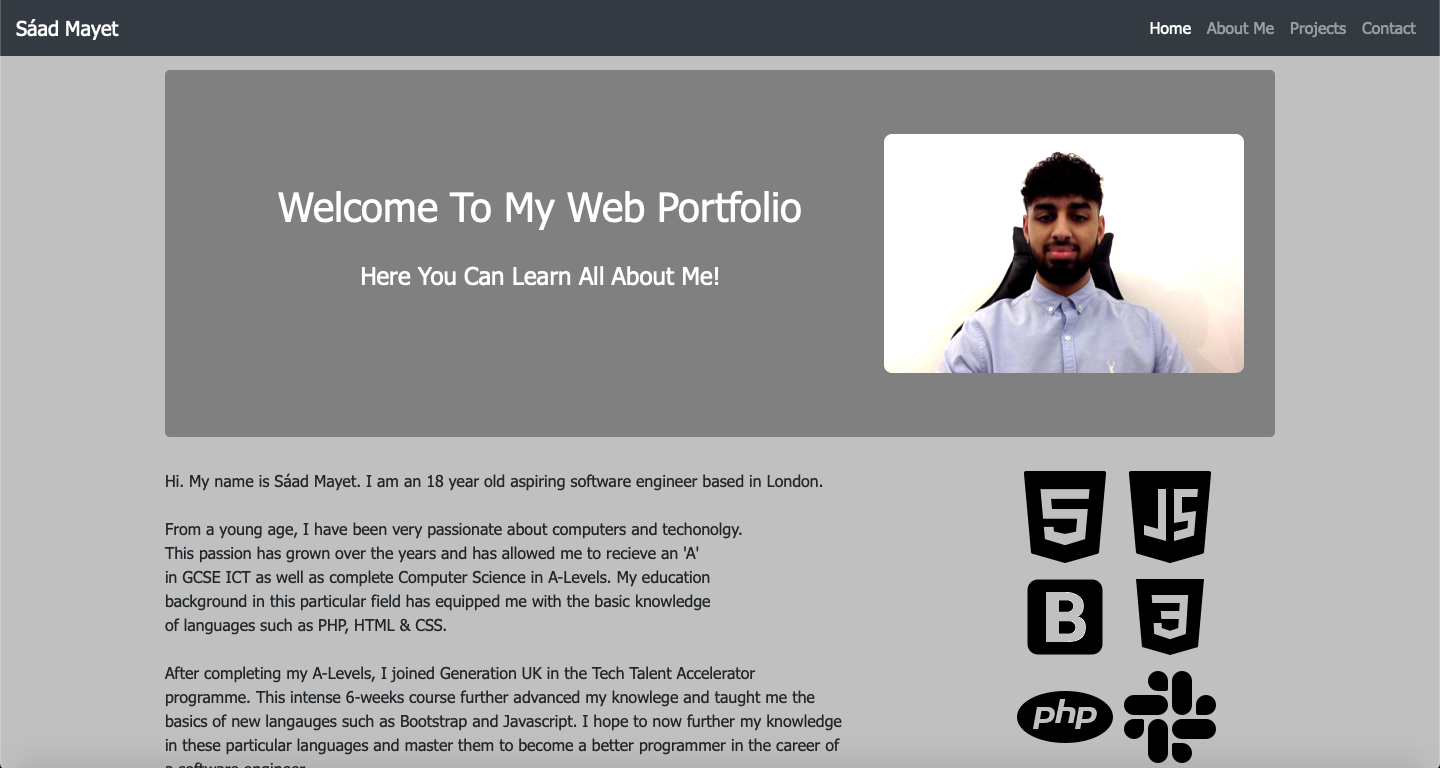 Sáad Mayet
Home About Me Projects Contact
Welcome To My Web Portfolio
Here You Can Learn All About Me!
Hi. My name is Sáad Mayet. I am an 18 year old aspiring software engineer based in London.
From a young age, I have been very passionate about computers and techonolgy.
This passion has grown over the years and has allowed me to recieve an 'A'
in GCSE ICT as well as complete Computer Science in A-Levels. My education
background in this particular field has equipped me with the basic knowledge
of languages such as PHP, HTML & CSS.
After completing my A-Levels, I joined Generation UK in the Tech Talent Accelerator
programme. This intense 6-weeks course further advanced my knowlege and taught me the
basics of new langauges such as Bootstrap and Javascript. I hope to now further my knowledge
in these particular languages and master them to become a better programmer in the career of
a software engineer.
5 JS
B 3
php